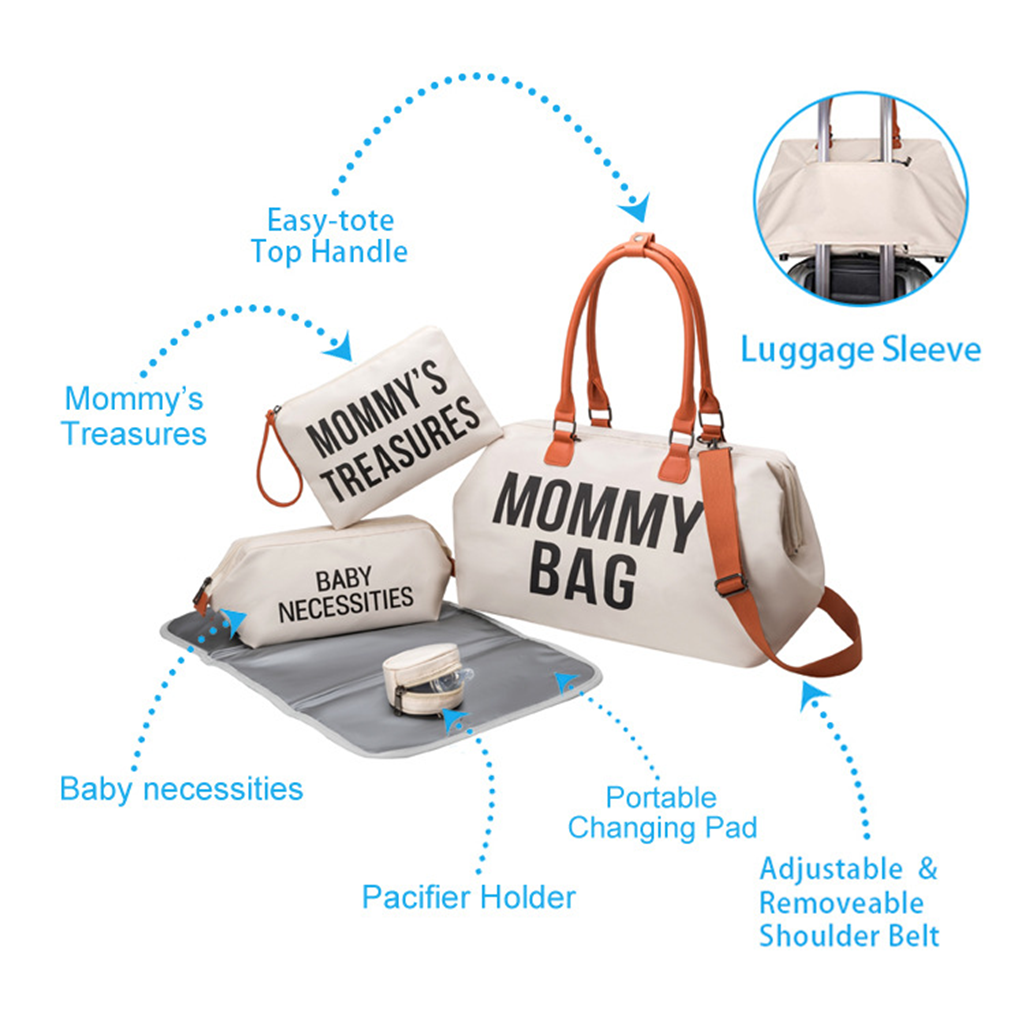 Easy-tote
Top Handle
Luggage Sleeve
Mommy's
Treasures
MOMMY'S
TREASURES
MOMMY
BAG
BABY
NECESSITIES
Baby necessities
Portable
Changing Pad
Pacifier Holder
Adjustable &
Removeable
Shoulder Belt